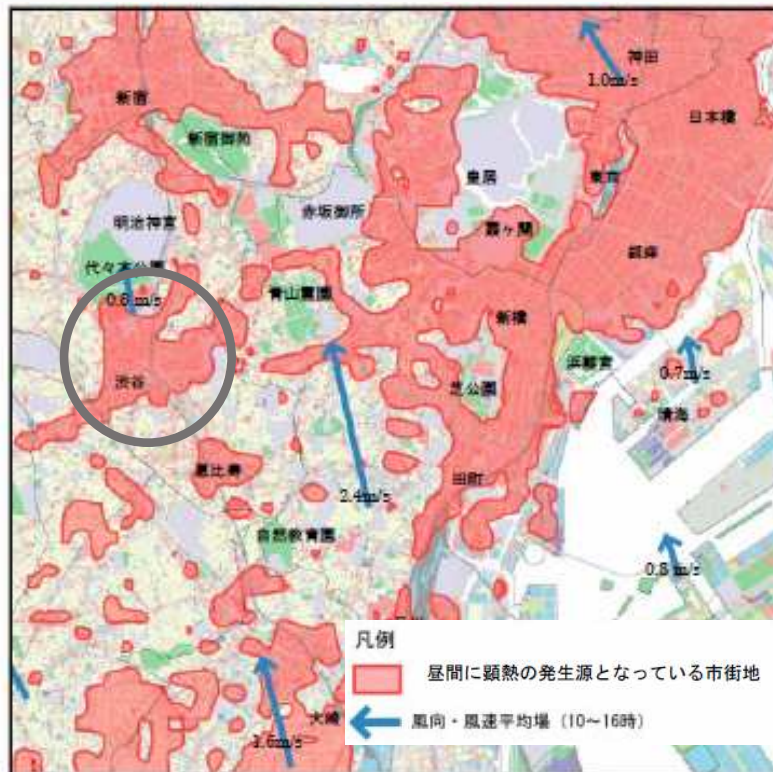 神田
1.0m/s
新宿
日本橋
新宿御苑
皇居
東京
赤坂御所
明治神宮
霞ヶ関
銀座
代々木公園
青山霊園
0.8 m/s
新橋
浜離宮
0.7m/s
渋谷
芝公園
晴海
恵比寿
田町
2.4m/s
自然教育園
0.8 m/s
大崎
1.6m/s
凡例
昼間に顕熱の発生源となっている市街地
風向・風速平均場（10～16時）